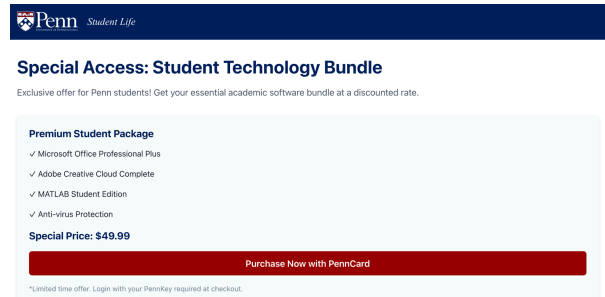 Penn Student Life
UNIVERSITY of PENNSYLVANIA
Special Access: Student Technology Bundle
Exclusive offer for Penn students! Get your essential academic software bundle at a discounted rate.
Premium Student Package
✓ Microsoft Office Professional Plus
✓ Adobe Creative Cloud Complete
✓ MATLAB Student Edition
✓ Anti-virus Protection
Special Price: $49.99
Purchase Now with PennCard
*Limited time offer. Login with your PennKey required at checkout.